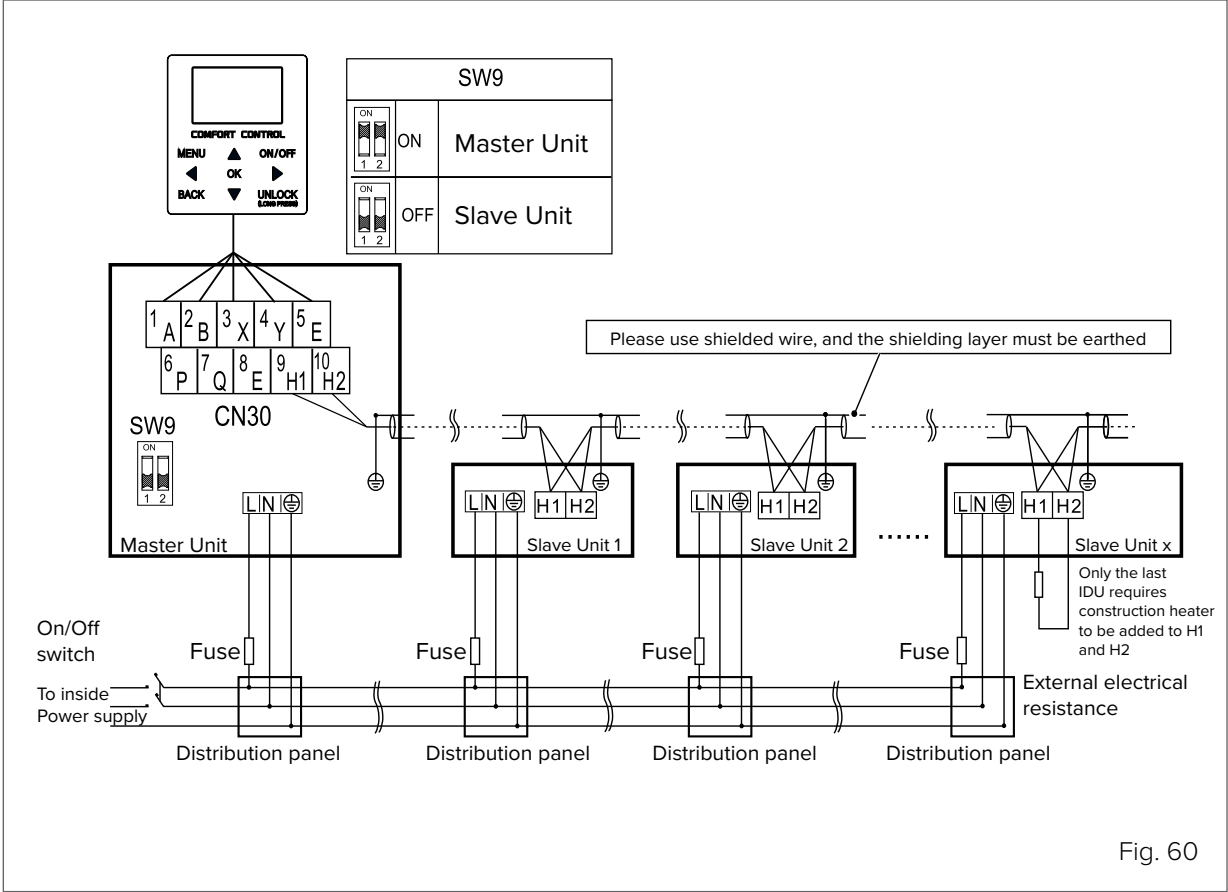 COMFORT CONTROL
MENU ON/OFF
OK
BACK UNLOCK
(LONG PRESS)
SW9
ON
1 2
ON
Master Unit
ON
1 2
OFF
Slave Unit
1 A 2 B 3 X 4 Y 5 E
6 P 7 Q 8 E 9 H1 10 H2
CN30
SW9
ON
1 2
L N
Master Unit
Please use shielded wire, and the shielding layer must be earthed
L N
H1 H2
Slave Unit 1
L N
H1 H2
Slave Unit 2
......
L N
H1 H2
Slave Unit x
Only the last
IDU requires
construction heater
to be added to H1
and H2
On/Off
switch
Fuse
Fuse
Fuse
Fuse
To inside
Power supply
External electrical
resistance
Distribution panel
Distribution panel
Distribution panel
Distribution panel
Fig. 60